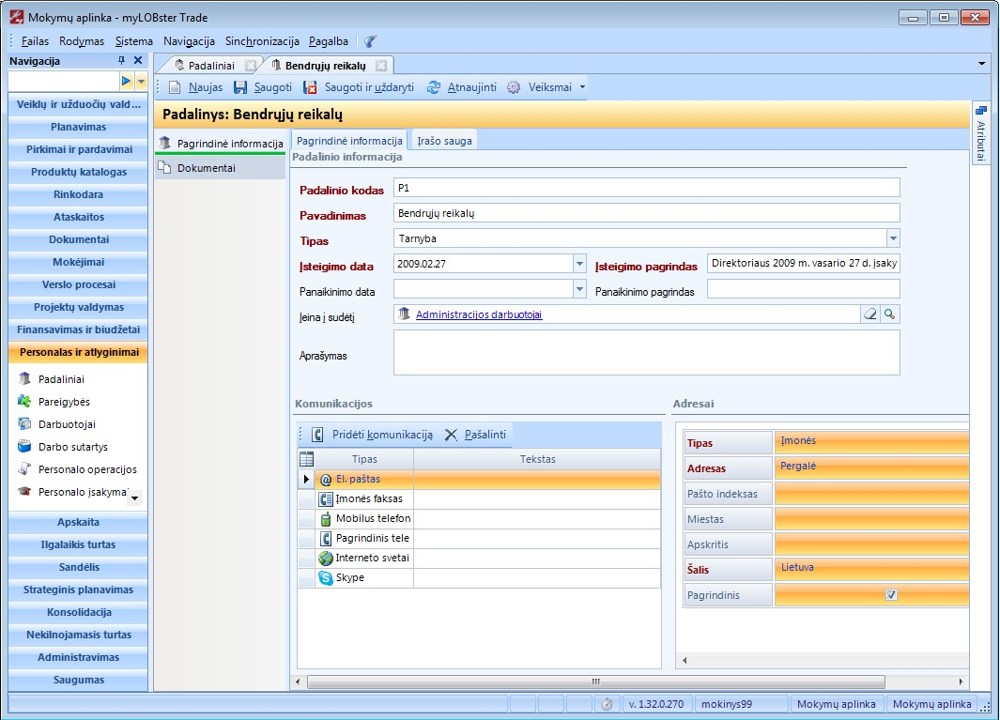 Mokymų aplinka - myLOBster Trade
Failas Rodymas Sistema Navigacija Sinchronizacija Pagalba
Navigacija
Veiklų ir užduočių vald...
Planavimas
Pirkimai ir pardavimai
Produktų katalogas
Rinkodara
Ataskaitos
Dokumentai
Mokėjimai
Verslo procesai
Projektų valdymas
Finansavimas ir biudžetai
Personalas ir atlyginimai
Padaliniai
Pareigybės
Darbuotojai
Darbo sutartys
Personalo operacijos
Personalo įsakyma
Apskaita
Ilgalaikis turtas
Sandėlis
Strateginis planavimas
Konsolidacija
Nekilnojamasis turtas
Administravimas
Saugumas
Padaliniai Bendrųjų reikalų
Naujas Saugoti Saugoti ir uždaryti Atnaujinti Veiksmai
Padalinys: Bendrųjų reikalų
Pagrindinė informacija
Dokumentai
Pagrindinė informacija Įrašo sauga
Padalinio informacija
Padalinio kodas P1
Pavadinimas Bendrųjų reikalų
Tipas Tarnyba
Įsteigimo data 2009.02.27 Įsteigimo pagrindas Direktoriaus 2009 m. vasario 27 d. įsaky
Panaikinimo data Panaikinimo pagrindas
Įeina į sudėtį Administracijos darbuotojai
Aprašymas
Komunikacijos
Pridėti komunikaciją Pašalinti
Tipas Tekstas
El. paštas
Įmonės faksas
Mobilus telefon
Pagrindinis tele
Interneto svetai
Skype
Adresai
Tipas Įmonės
Adresas Pergalė
Pašto indeksas
Miestas
Apskritis
Šalis Lietuva
Pagrindinis
Atributai
v. 1.32.0.270 mokinys99 Mokymų aplinka Mokymų aplinka